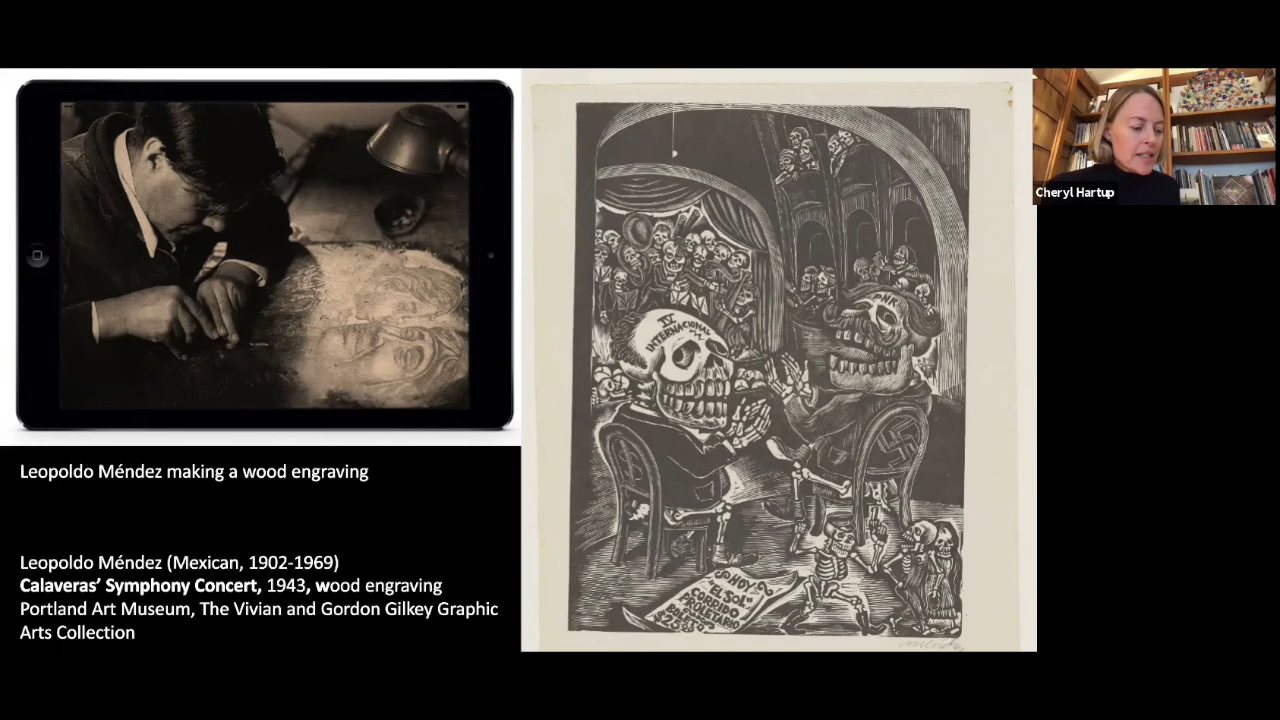 Leopoldo Méndez making a wood engraving
Leopoldo Méndez (Mexican, 1902-1969)
Calaveras’ Symphony Concert, 1943, wood engraving
Portland Art Museum, The Vivian and Gordon Gilkey Graphic
Arts Collection
IV
INTERNACIONAL
PNR
¡HOY!
"EL SOL"
CORRIDO
PROLETARIO
Cheryl Hartup